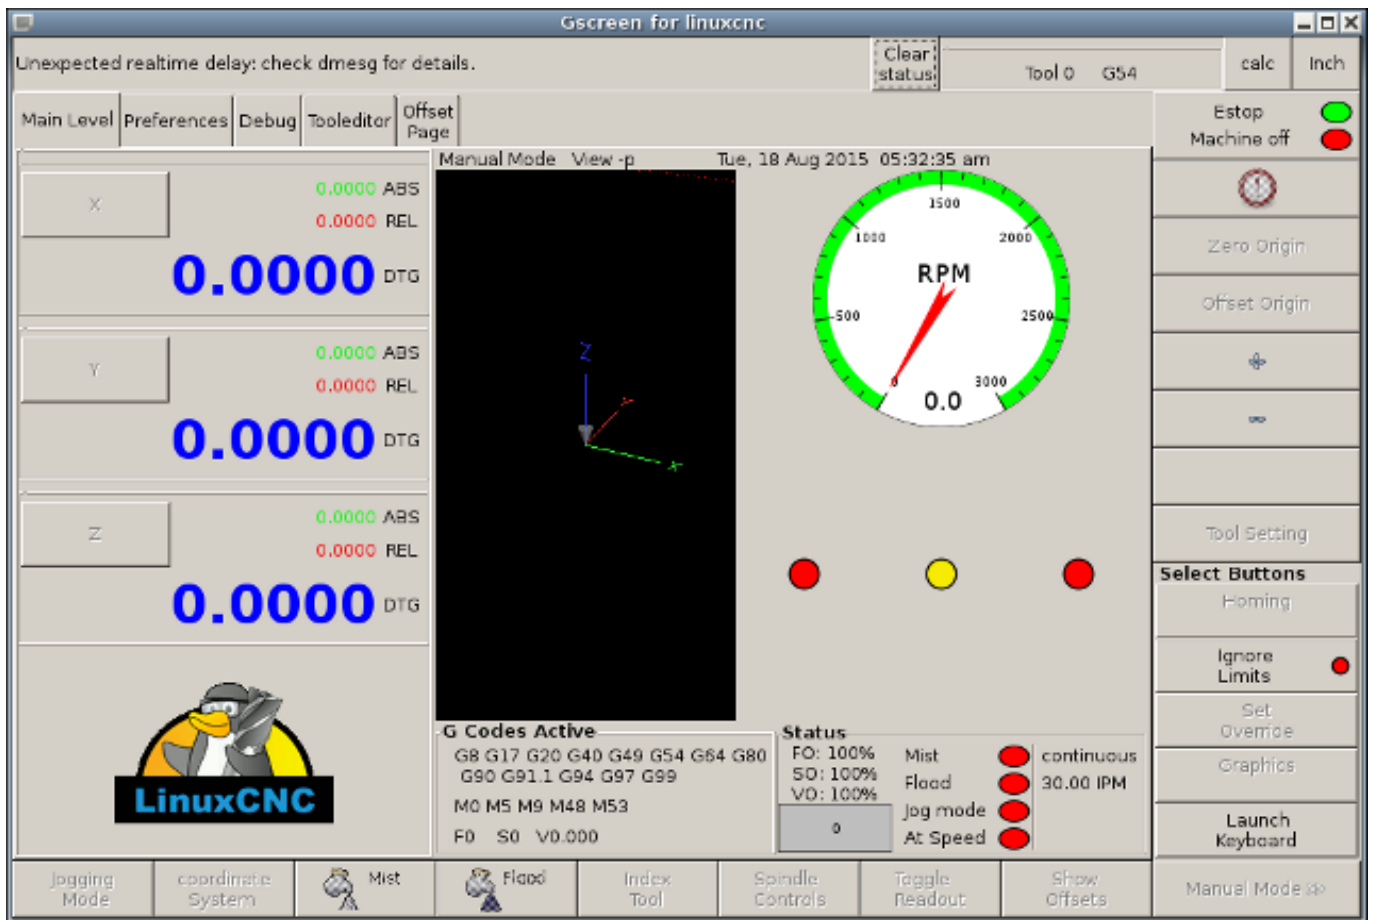 Gscreen for linuxcnc
Unexpected realtime delay: check dmesg for details.
Clear
status
Tool 0 G54
calc
Inch
Main Level
Preferences
Debug
Tooleditor
Offset
Page
Estop
Machine off
Manual Mode View -p Tue, 18 Aug 2015 05:32:35 am
X
0.0000 ABS
0.0000 REL
0.0000 DTG
Y
0.0000 ABS
0.0000 REL
0.0000 DTG
Z
0.0000 ABS
0.0000 REL
0.0000 DTG
LinuxCNC
Z
Y
X
1500
1000
2000
RPM
500
2500
0
3000
0.0
G Codes Active
G8 G17 G20 G40 G49 G54 G64 G80
G90 G91.1 G94 G97 G99
M0 M5 M9 M48 M53
F0 S0 V0.000
Status
FO: 100%
SO: 100%
VO: 100%
0
Mist
Flood
Jog mode
At Speed
continuous
30.00 IPM
Zero Origin
Offset Origin
Tool Setting
Select Buttons
Homing
Ignore
Limits
Set
Override
Graphics
Launch
Keyboard
Jogging
Mode
coordinate
System
Mist
Flood
Index
Tool
Spindle
Controls
Toggle
Readout
Show
Offsets
Manual Mode